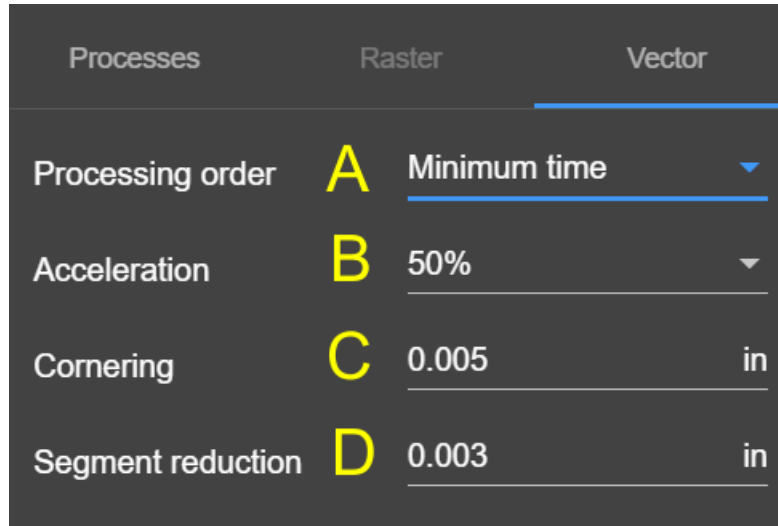 Processes Raster Vector
Processing order A Minimum time
Acceleration B 50%
Cornering C 0.005 in
Segment reduction D 0.003 in